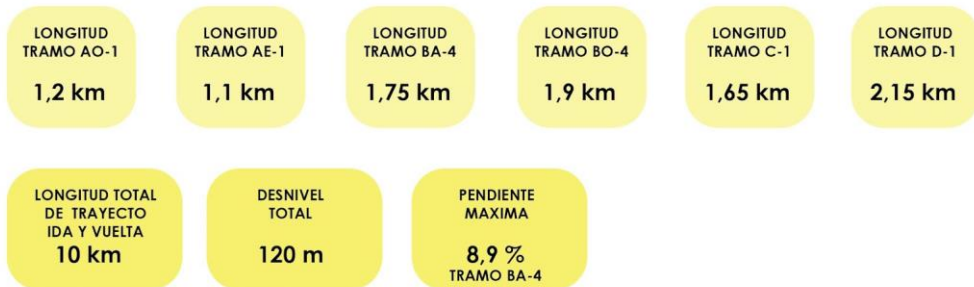 LONGITUD
TRAMO AO-1
1,2 km
LONGITUD
TRAMO AE-1
1,1 km
LONGITUD
TRAMO BA-4
1,75 km
LONGITUD
TRAMO BO-4
1,9 km
LONGITUD
TRAMO C-1
1,65 km
LONGITUD
TRAMO D-1
2,15 km
LONGITUD TOTAL
DE TRAYECTO
IDA Y VUELTA
10 km
DESNIVEL
TOTAL
120 m
PENDIENTE
MAXIMA
8,9 %
TRAMO BA-4